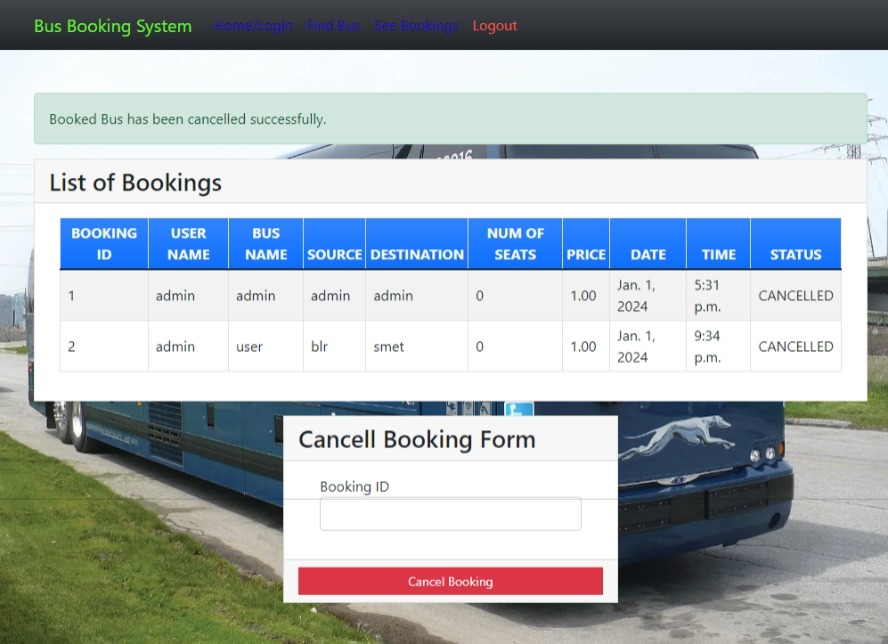 Bus Booking System Home/Login Find Bus See Bookings Logout
Booked Bus has been cancelled successfully.
List of Bookings
BOOKING ID USER NAME BUS NAME SOURCE DESTINATION NUM OF SEATS PRICE DATE TIME STATUS
1 admin admin admin admin 0 1.00 Jan. 1, 2024 5:31 p.m. CANCELLED
2 admin user blr smet 0 1.00 Jan. 1, 2024 9:34 p.m. CANCELLED
Cancell Booking Form
Booking ID
Cancel Booking